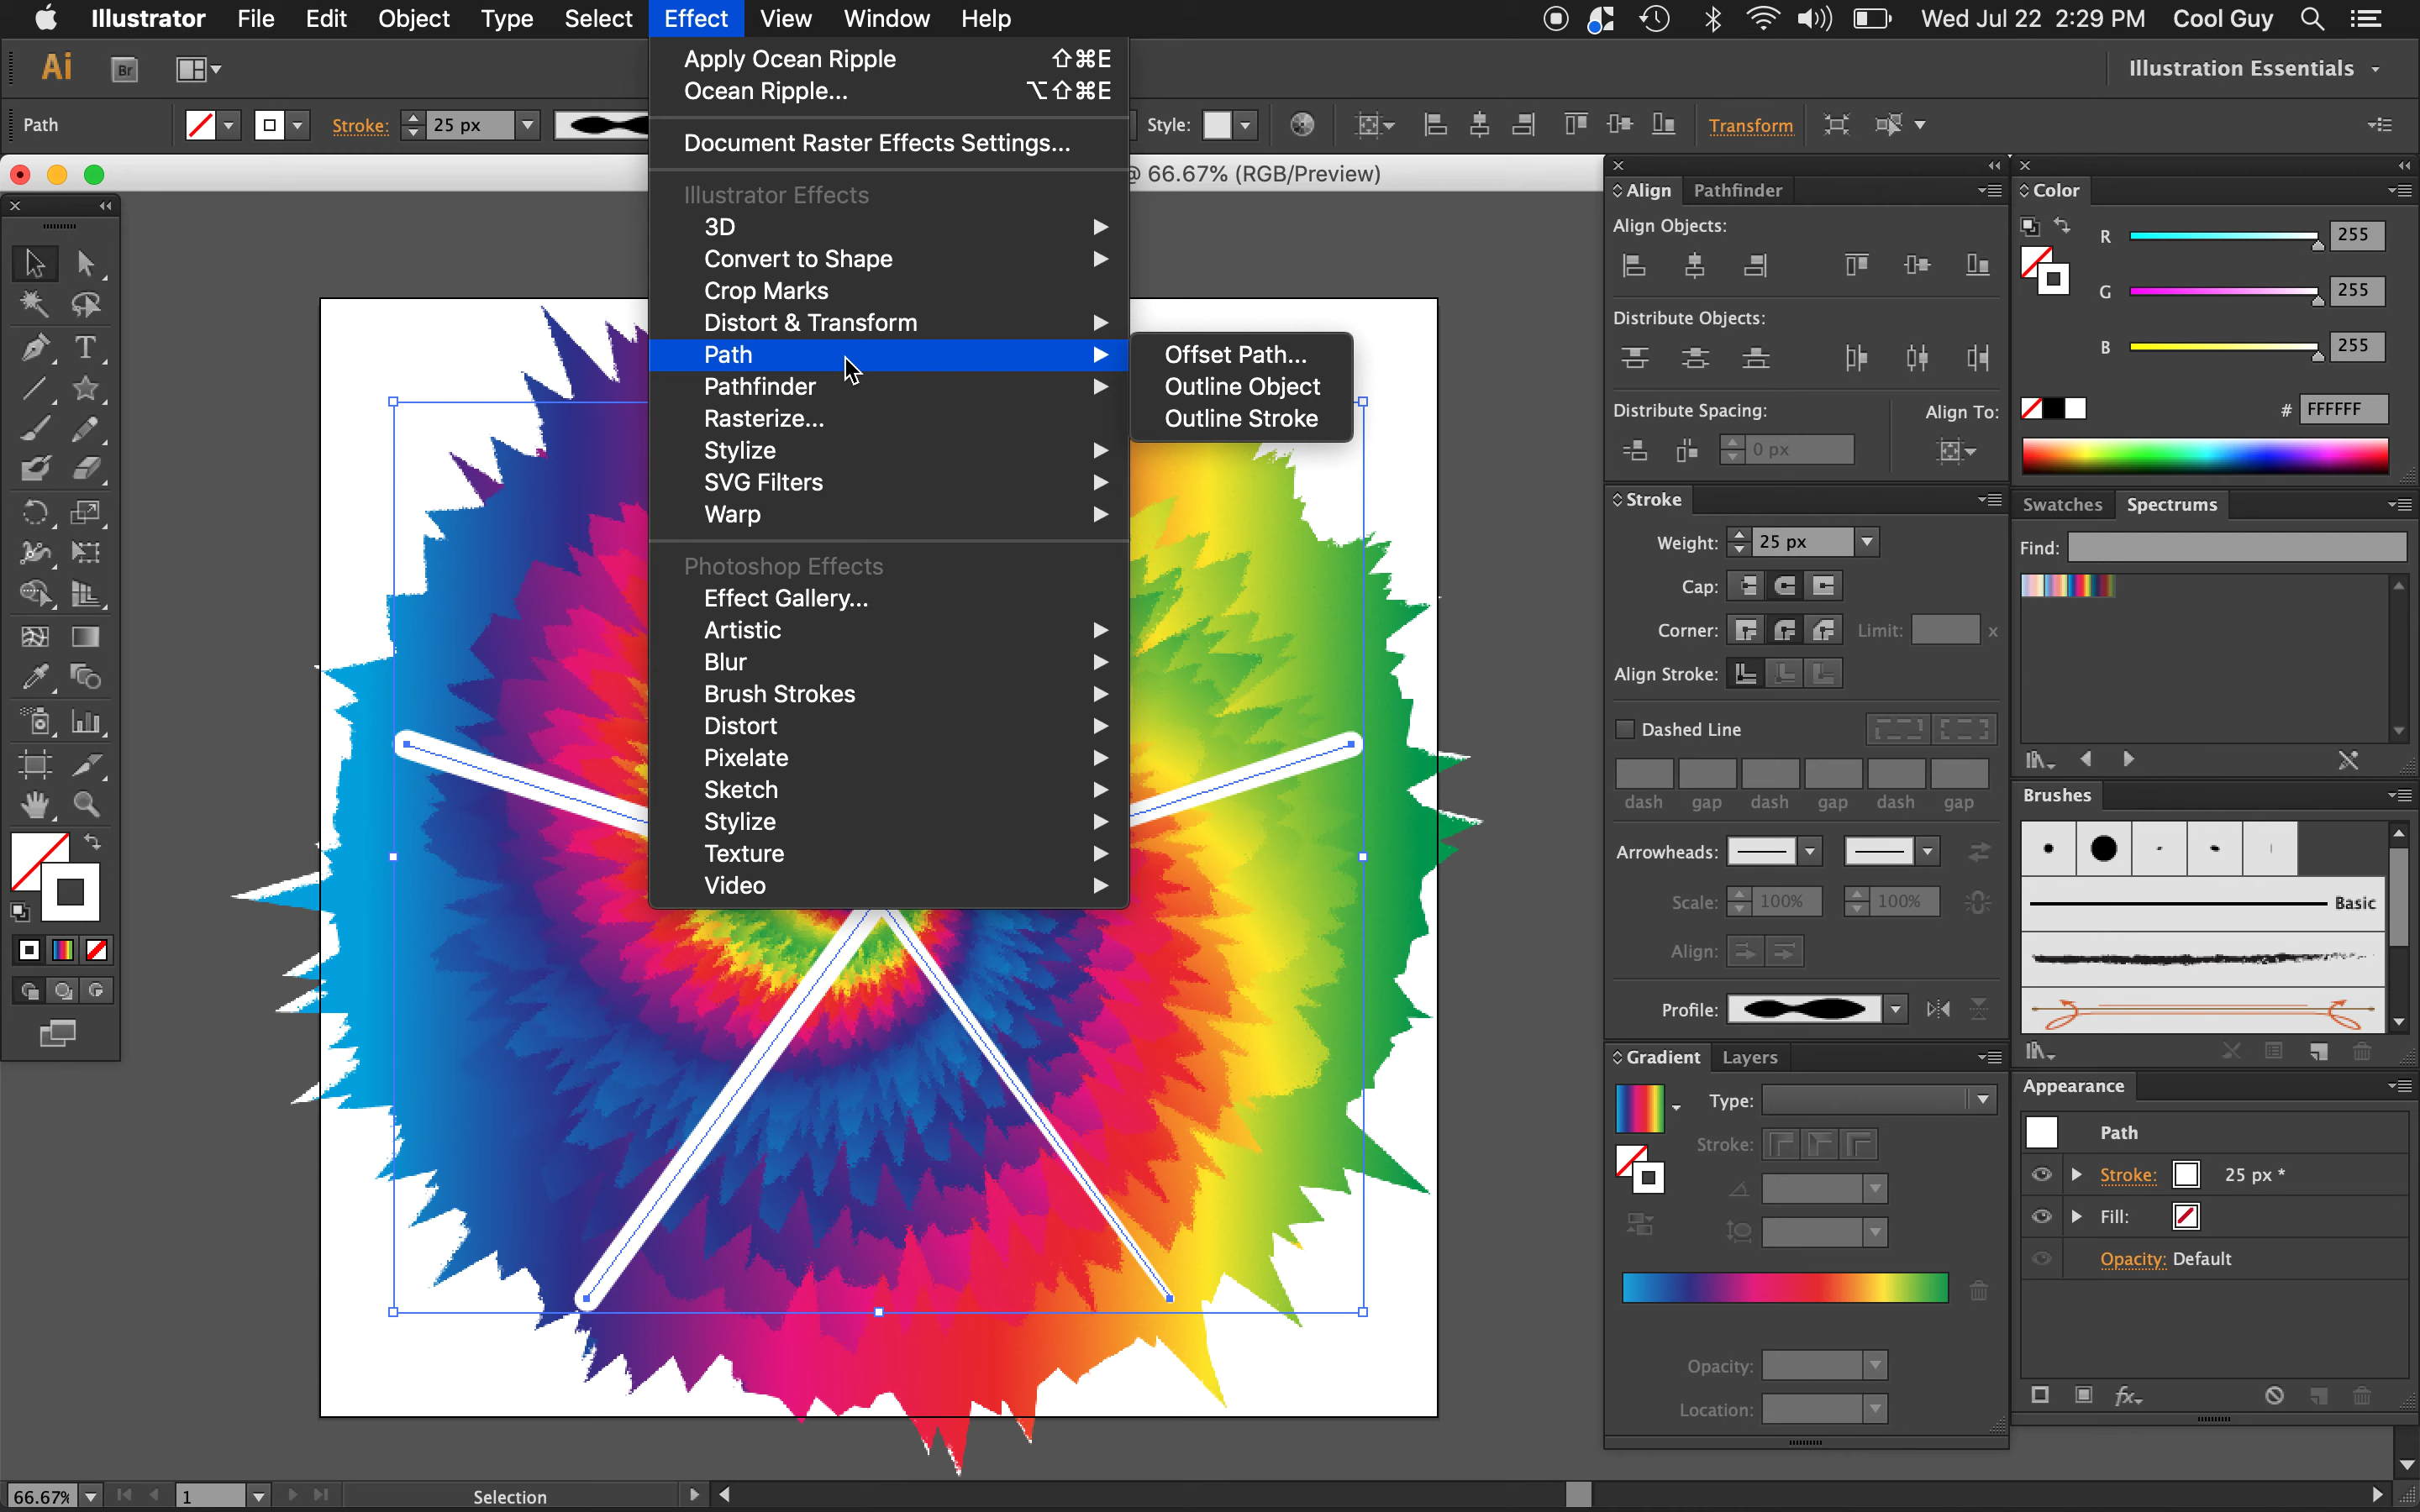 Illustrator File Edit Object Type Select Effect View Window Help Wed Jul 22 2:29 PM Cool Guy
Ai Br Illustration Essentials
Path Stroke: 25 px Style: Transform
@ 66.67% (RGB/Preview)
Apply Ocean Ripple ⇧⌘E
Ocean Ripple... ⌥⇧⌘E
Document Raster Effects Settings...
Illustrator Effects
3D
Convert to Shape
Crop Marks
Distort & Transform
Path
Pathfinder
Rasterize...
Stylize
SVG Filters
Warp
Photoshop Effects
Effect Gallery...
Artistic
Blur
Brush Strokes
Distort
Pixelate
Sketch
Stylize
Texture
Video
Offset Path...
Outline Object
Outline Stroke
Align Pathfinder
Align Objects:
Distribute Objects:
Distribute Spacing: Align To:
0 px
Stroke
Weight: 25 px
Cap:
Corner: Limit: x
Align Stroke:
Dashed Line
dash gap dash gap dash gap
Arrowheads:
Scale: 100% 100%
Align:
Profile:
Gradient Layers
Type:
Stroke:
Opacity:
Location:
Color
R 255
G 255
B 255
# FFFFFF
Swatches Spectrums
Find:
Brushes
Basic
Appearance
Path
Stroke: 25 px *
Fill:
Opacity: Default
fx
66.67% 1 Selection